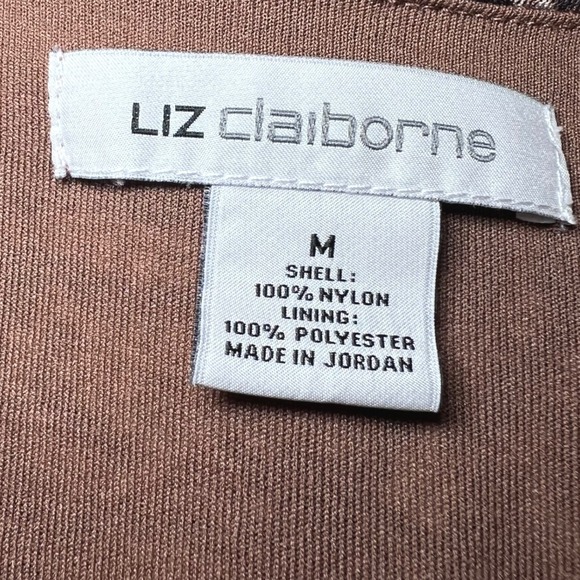 LIZ claiborne
M
SHELL:
100% NYLON
LINING:
100% POLYESTER
MADE IN JORDAN